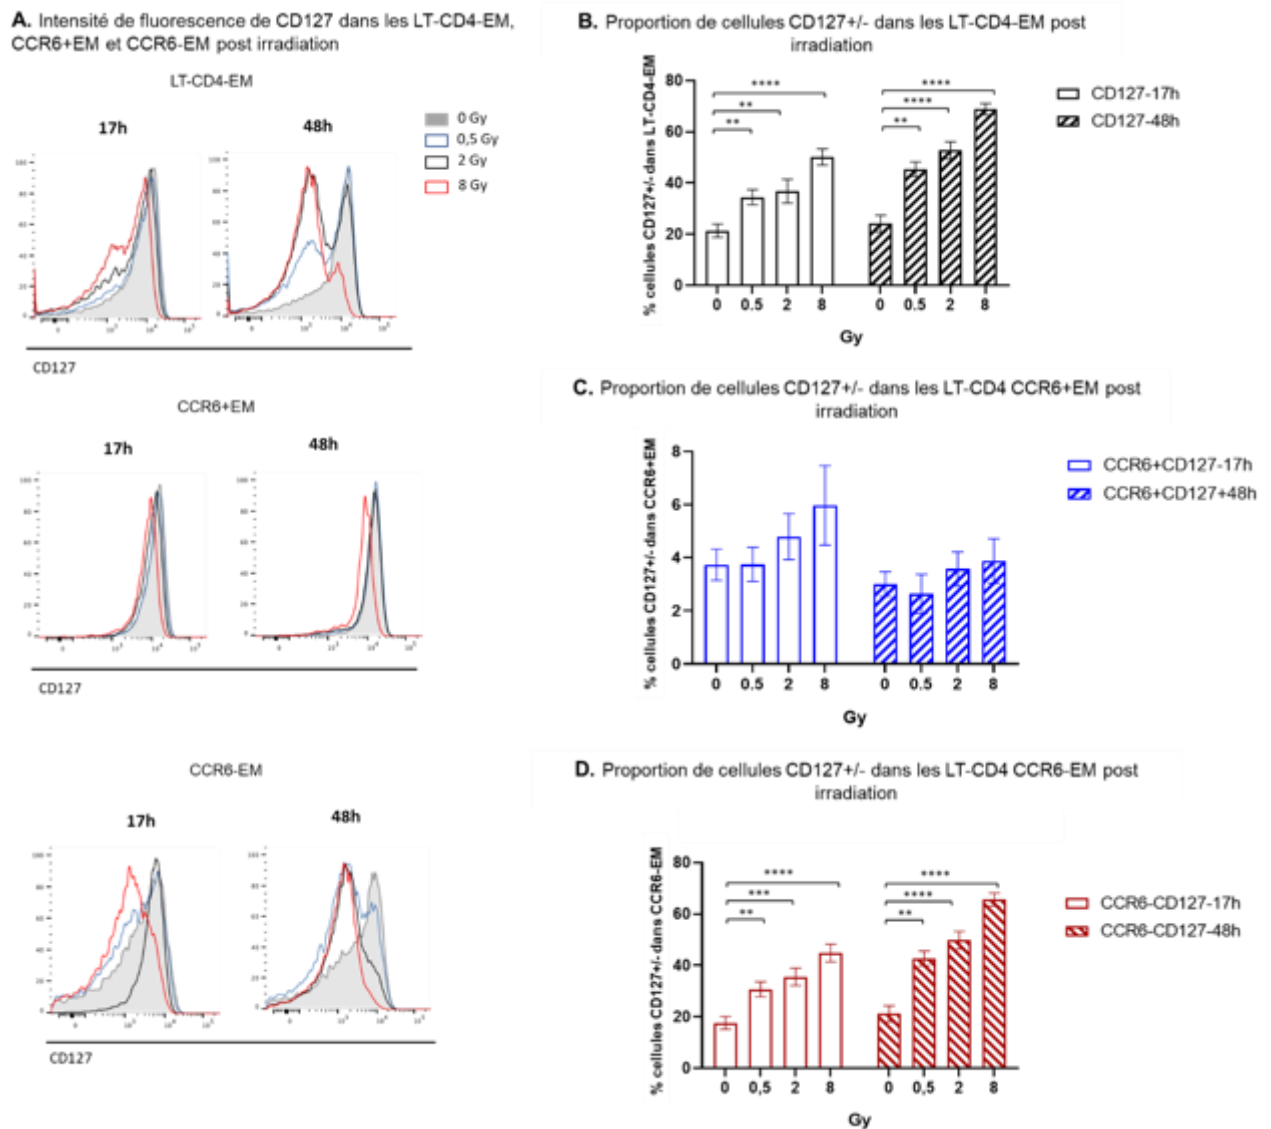 A. Intensité de fluorescence de CD127 dans les LT-CD4-EM,
CCR6+EM et CCR6-EM post irradiation
LT-CD4-EM
17h
48h
0 Gy
0,5 Gy
2 Gy
8 Gy
CD127
CCR6+EM
17h
48h
CD127
CCR6-EM
17h
48h
CD127
B. Proportion de cellules CD127+/- dans les LT-CD4-EM post
irradiation
% cellules CD127+/- dans LT-CD4-EM
80
60
40
20
0
**
**
****
**
****
****
0 0.5 2 8 0 0.5 2 8
Gy
CD127-17h
CD127-48h
C. Proportion de cellules CD127+/- dans les LT-CD4 CCR6+EM post
irradiation
% cellules CD127+/- dans CCR6+EM
8
6
4
2
0
0 0.5 2 8 0 0.5 2 8
Gy
CCR6+CD127-17h
CCR6+CD127+48h
D. Proportion de cellules CD127+/- dans les LT-CD4 CCR6-EM post
irradiation
% cellules CD127+/- dans CCR6-EM
80
60
40
20
0
****
***
**
****
****
**
0 0,5 2 8 0 0,5 2 8
Gy
CCR6-CD127-17h
CCR6-CD127-48h